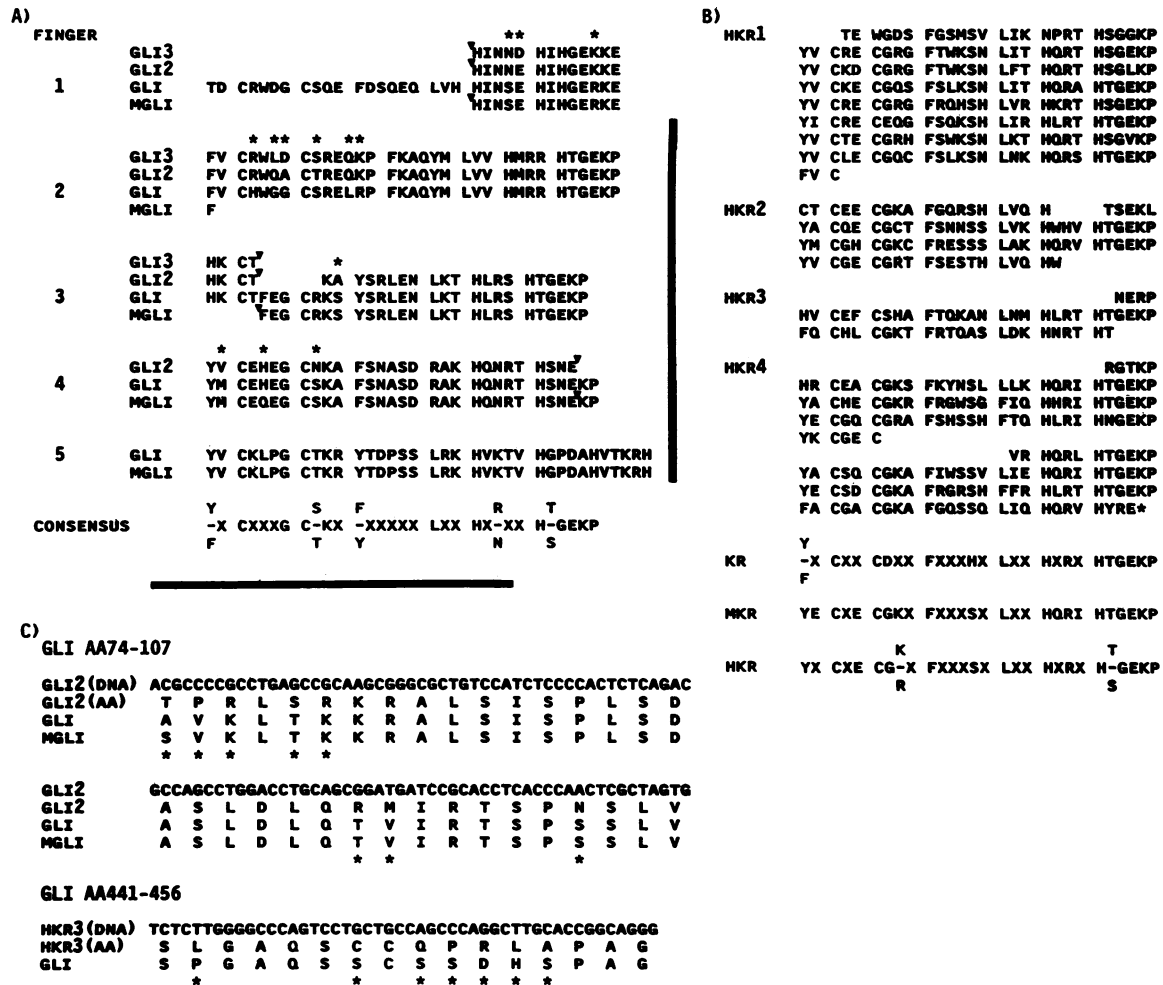 A)
FINGER
**        *
GLI3 HINND HIHGEKKE
GLI2 HINNE HIHGEKKE
1 GLI TD CRWDG CSQE FDSQEQ LVH HINSE HIHGERKE
MGLI HINSE HIHGERKE
* ** * **
GLI3 FV CRWLD CSREQKP FKAQYM LVV HMRR HTGEKP
GLI2 FV CRWQA CTREQKP FKAQYM LVV HMRR HTGEKP
2 GLI FV CHWGG CSRELRP FKAQYM LVV HMRR HTGEKP
MGLI F
GLI3 HK CT *
GLI2 HK CT KA YSRLEN LKT HLRS HTGEKP
3 GLI HK CTFEG CRKS YSRLEN LKT HLRS HTGEKP
MGLI FEG CRKS YSRLEN LKT HLRS HTGEKP
* * *
GLI2 YV CEHEG CNKA FSNASD RAK HQNRT HSNE
4 GLI YM CEHEG CSKA FSNASD RAK HQNRT HSNEKP
MGLI YM CEQEG CSKA FSNASD RAK HQNRT HSNEKP
5 GLI YV CKLPG CTKR YTDPSS LRK HVKTV HGPDAHVTKRH
MGLI YV CKLPG CTKR YTDPSS LRK HVKTV HGPDAHVTKRH
Y S F R T
CONSENSUS -X CXXXG C-KX -XXXXX LXX HX-XX H-GEKP
F T Y N S
B)
HKR1 TE WGDS FGSMSV LIK NPRT HSGGKP
YV CRE CGRG FTWKSN LIT HQRT HSGEKP
YV CKD CGRG FTWKSN LFT HQRT HSGLKP
YV CKE CGQS FSLKSN LIT HQRA HTGEKP
YV CRE CGRG FRQHSH LVR HKRT HSGEKP
YI CRE CEQG FSQKSH LIR HLRT HTGEKP
YV CTE CGRH FSWKSN LKT HQRT HSGVKP
YV CLE CGQC FSLKSN LNK HQRS HTGEKP
FV C
HKR2 CT CEE CGKA FGQRSH LVQ H TSEKL
YA CQE CGCT FSNNSS LVK HWHV HTGEKP
YM CGH CGKC FRESSS LAK HQRV HTGEKP
YV CGE CGRT FSESTH LVQ HW
HKR3 NERP
HV CEF CSHA FTQKAN LNM HLRT HTGEKP
FQ CHL CGKT FRTQAS LDK HNRT HT
HKR4 RGTKP
HR CEA CGKS FKYNSL LLK HQRI HTGEKP
YA CHE CGKR FRGWSG FIQ HHRI HTGEKP
YE CGQ CGRA FSHSSH FTQ HLRI HNGEKP
YK CGE C
VR HQRL HTGEKP
YA CSQ CGKA FIWSSV LIE HQRI HTGEKP
YE CSD CGKA FRGRSH FFR HLRT HTGEKP
FA CGA CGKA FGQSSQ LIQ HQRV HYRE*
Y
KR -X CXX CDXX FXXXHX LXX HXRX HTGEKP
F
MKR YE CXE CGKX FXXXSX LXX HQRI HTGEKP
K T
HKR YX CXE CG-X FXXXSX LXX HXRX H-GEKP
R S
C)
GLI AA74-107
GLI2(DNA) ACGCCCCGCCTGAGCCGCAAGCGGGCGCTGTCCATCTCCCCACTCTCAGAC
GLI2(AA) T P R L S R K R A L S I S P L S D
GLI A V K L T K K R A L S I S P L S D
MGLI S V K L T K K R A L S I S P L S D
* * * * *
GLI2 GCCAGCCTGGACCTGCAGCGGATGATCCGCACCTCACCCAACTCGCTAGTG
GLI2 A S L D L Q R M I R T S P N S L V
GLI A S L D L Q T V I R T S P S S L V
MGLI A S L D L Q T V I R T S P S S L V
* * *
GLI AA441-456
HKR3(DNA) TCTCTTGGGGCCCAGTCCTGCTGCCAGCCCAGGCTTGCACCGGCAGGG
HKR3(AA) S L G A Q S C C Q P R L A P A G
GLI S P G A Q S S C S S D H S P A G
* * * * * * *